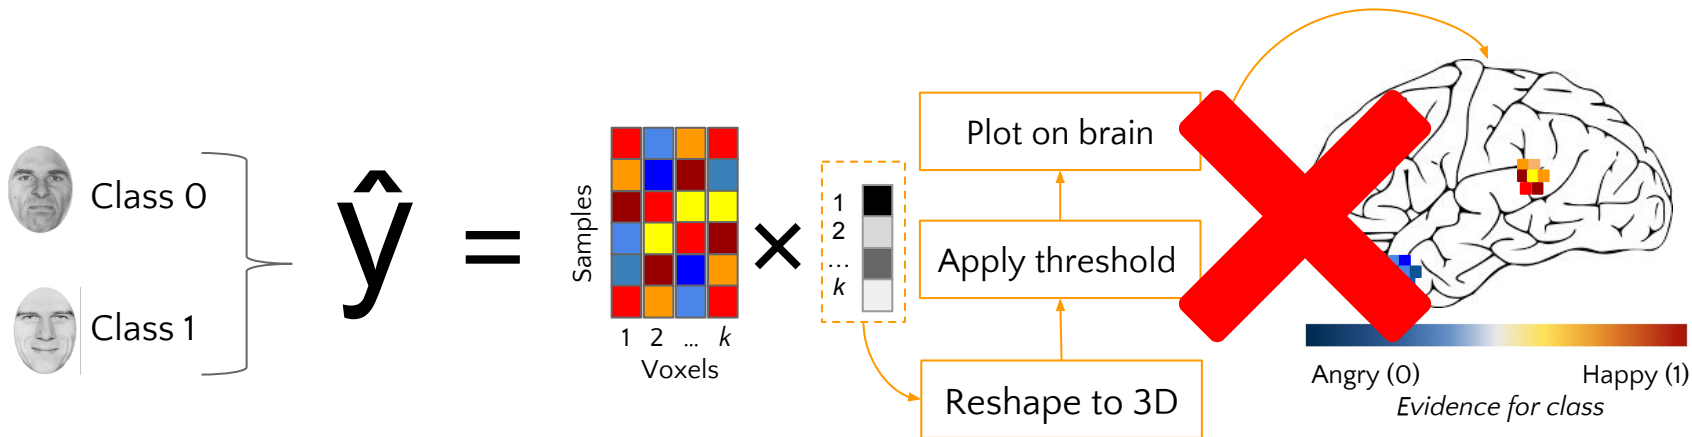 Class 0
Class 1
ŷ
=
Samples
1 2 ... k
Voxels
×
1
2
...
k
Plot on brain
Apply threshold
Reshape to 3D
Angry (0) Happy (1)
Evidence for class